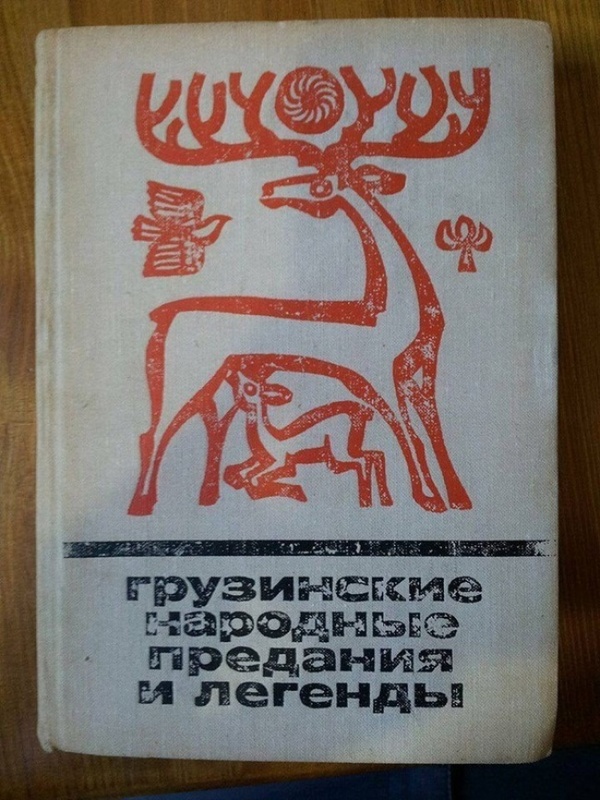 грузинские
народные
предания
и легенды